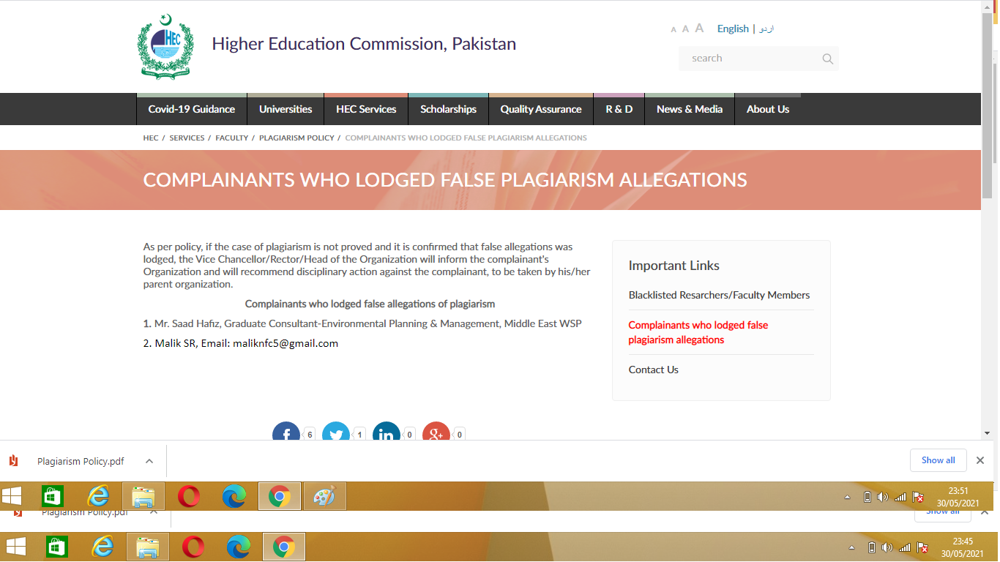 HEC
Higher Education Commission, Pakistan
A A A English | اردو
search
Covid-19 Guidance Universities HEC Services Scholarships Quality Assurance R & D News & Media About Us
HEC / SERVICES / FACULTY / PLAGIARISM POLICY / COMPLAINANTS WHO LODGED FALSE PLAGIARISM ALLEGATIONS
COMPLAINANTS WHO LODGED FALSE PLAGIARISM ALLEGATIONS
As per policy, if the case of plagiarism is not proved and it is confirmed that false allegations was
lodged, the Vice Chancellor/Rector/Head of the Organization will inform the complainant's
Organization and will recommend disciplinary action against the complainant, to be taken by his/her
parent organization.
Complainants who lodged false allegations of plagiarism
1. Mr. Saad Hafiz, Graduate Consultant-Environmental Planning & Management, Middle East WSP
2. Malik SR, Email: maliknfc5@gmail.com
Important Links
Blacklisted Resarchers/Faculty Members
Complainants who lodged false
plagiarism allegations
Contact Us
6 1 in 0 g+ 0
Plagiarism Policy.pdf
Show all
23:51
30/05/2021
Plagiarism Policy.pdf
Show all
23:45
30/05/2021